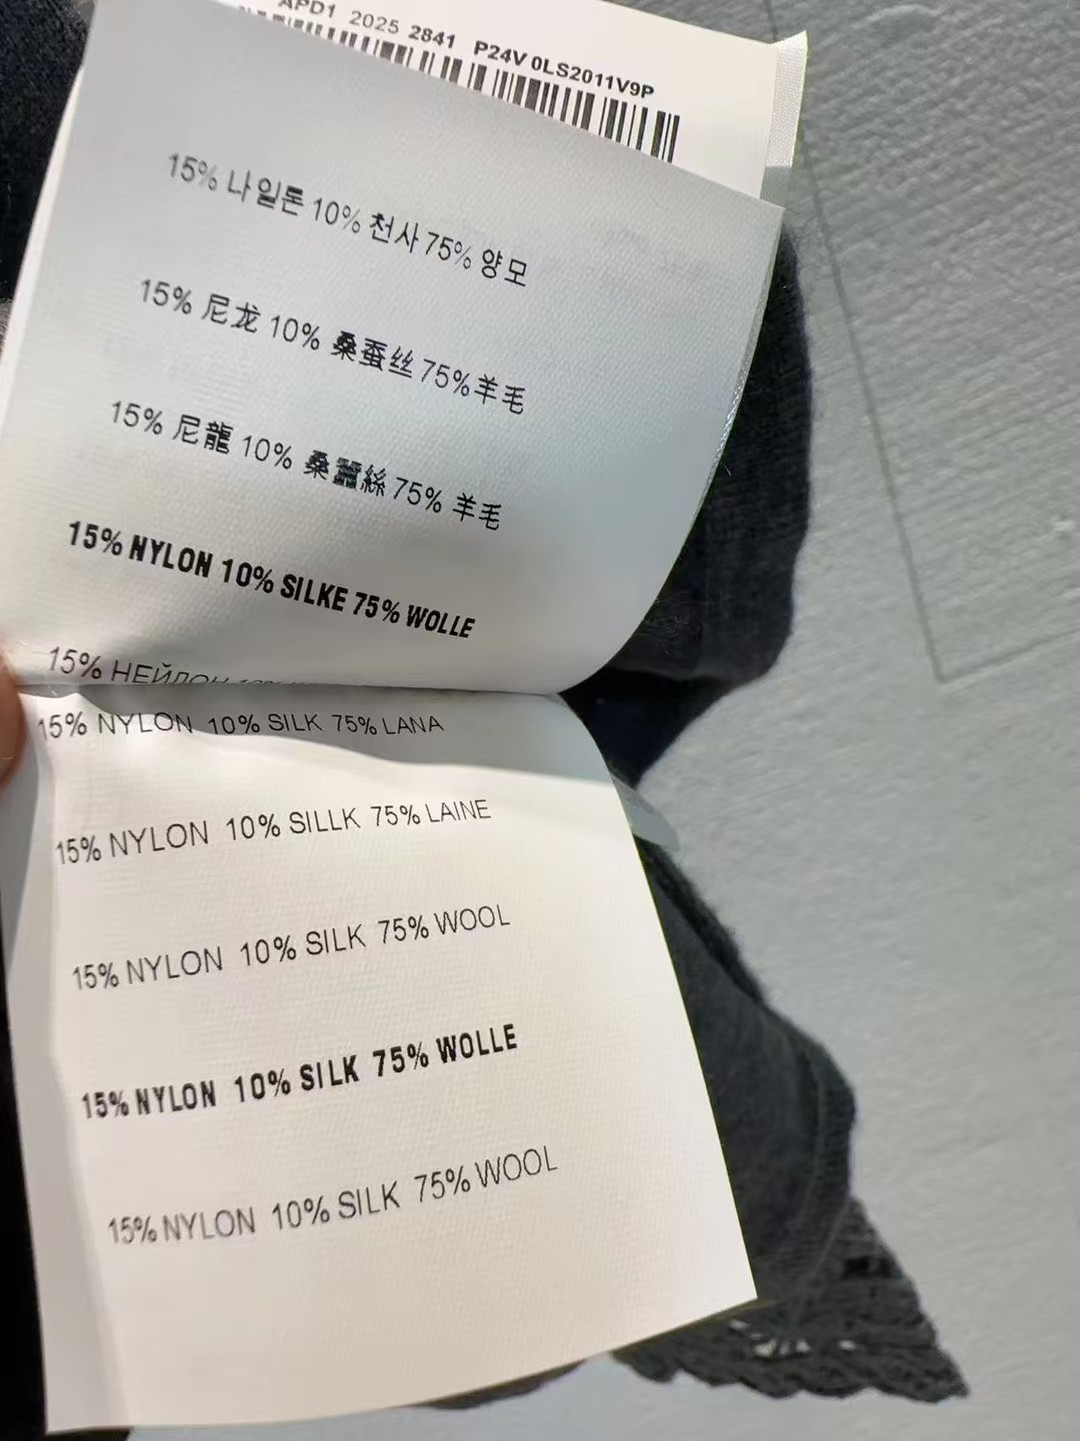 APD1 2025 2841 P24V 0LS2011V9P
15% 나일론 10% 천사 75% 양모
15% 尼龙 10% 桑蚕丝 75%羊毛
15% 尼龍 10% 桑蠶絲 75% 羊毛
15% NYLON 10% SILKE 75% WOLLE
15% НЕЙЛОН
15% NYLON 10% SILK 75% LANA
15% NYLON 10% SILLK 75% LAINE
15% NYLON 10% SILK 75% WOOL
15% NYLON 10% SILK 75% WOLLE
15% NYLON 10% SILK 75% WOOL